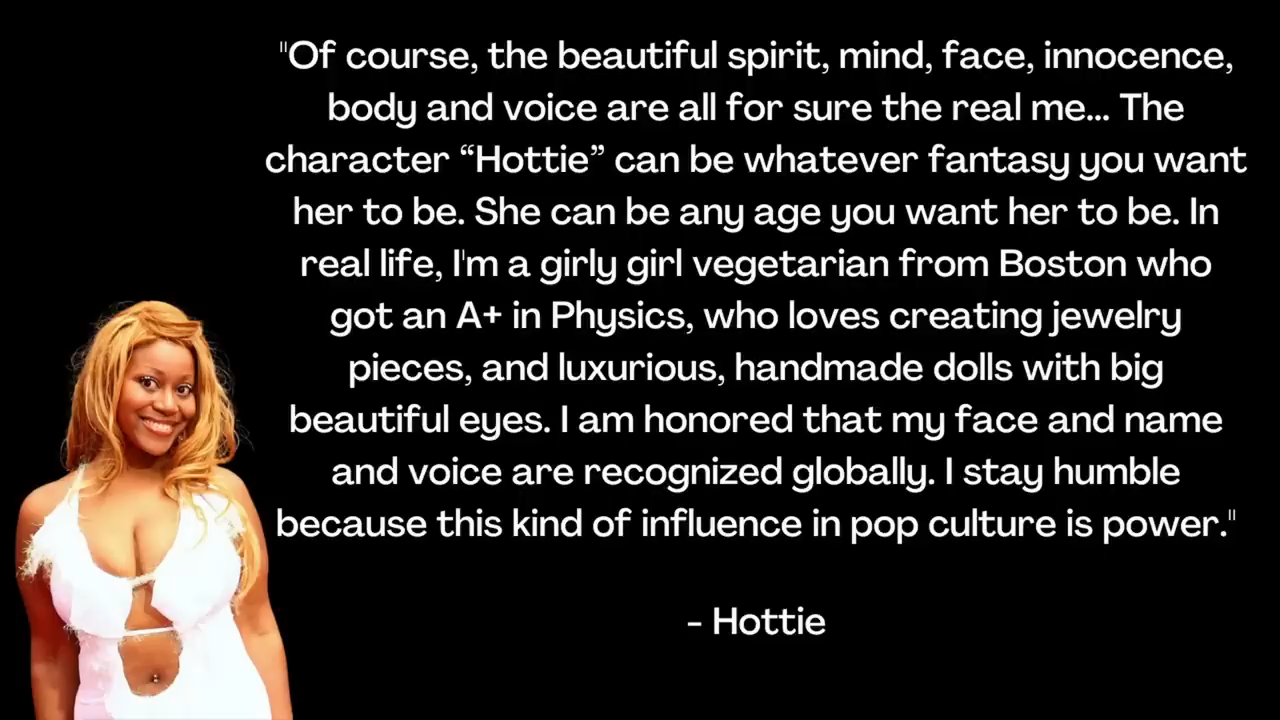 "Of course, the beautiful spirit, mind, face, innocence,
body and voice are all for sure the real me... The
character “Hottie” can be whatever fantasy you want
her to be. She can be any age you want her to be. In
real life, I'm a girly girl vegetarian from Boston who
got an A+ in Physics, who loves creating jewelry
pieces, and luxurious, handmade dolls with big
beautiful eyes. I am honored that my face and name
and voice are recognized globally. I stay humble
because this kind of influence in pop culture is power."
- Hottie